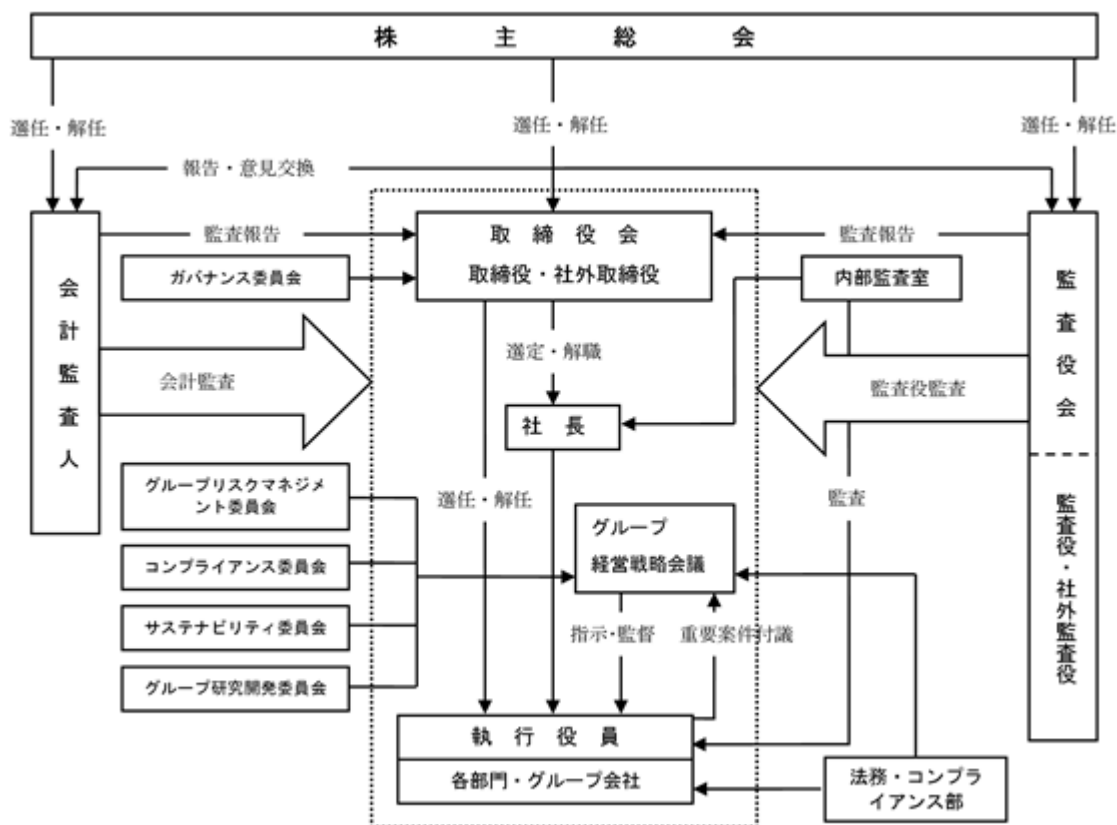 株主総会
選任・解任
選任・解任
選任・解任
報告・意見交換
会計監査人
監査報告
取締役会
取締役・社外取締役
監査報告
監査役会
監査役・社外監査役
ガバナンス委員会
内部監査室
会計監査
選定・解職
監査役監査
社長
グループリスクマネジメ
ント委員会
選任・解任
監査
グループ
経営戦略会議
コンプライアンス委員会
サステナビリティ委員会
指示・監督
重要案件付議
グループ研究開発委員会
執行役員
各部門・グループ会社
法務・コンプラ
イアンス部